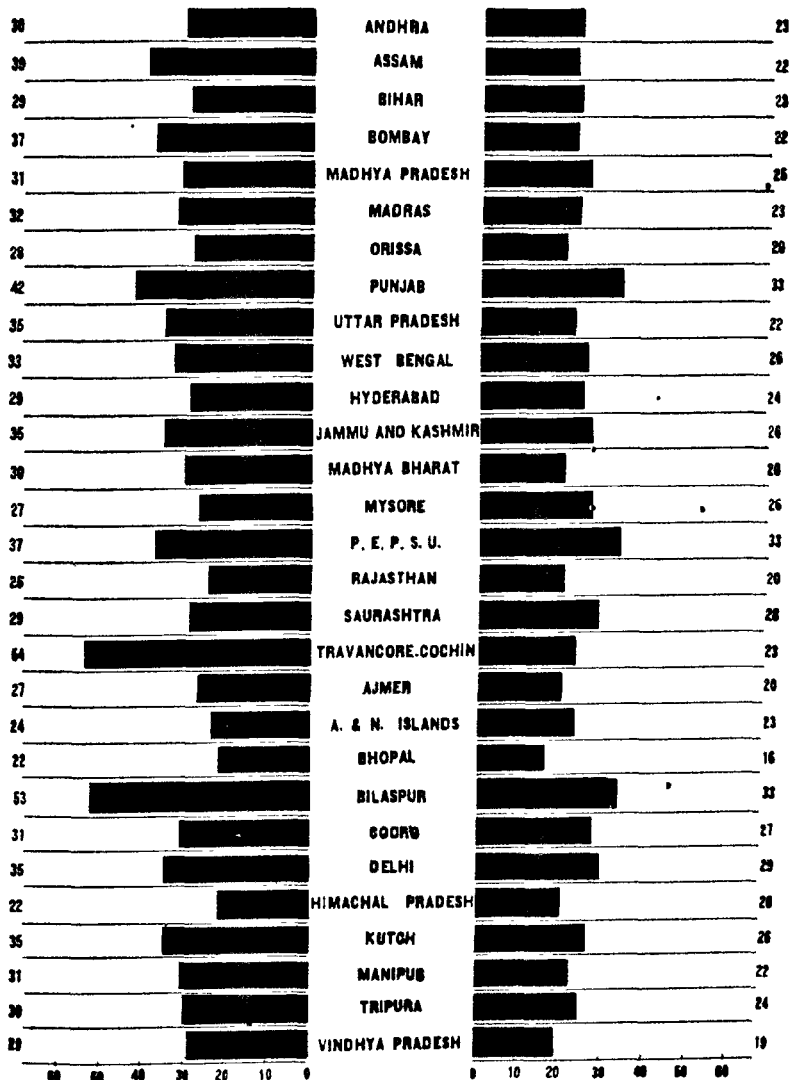 30 ANDHRA 23
39 ASSAM 22
29 BIHAR 23
37 BOMBAY 22
31 MADHYA PRADESH 25
32 MADRAS 23
28 ORISSA 20
42 PUNJAB 33
35 UTTAR PRADESH 22
33 WEST BENGAL 26
29 HYDERABAD 24
35 JAMMU AND KASHMIR 26
30 MADHYA BHARAT 20
27 MYSORE 26
37 P. E. P. S. U. 33
25 RAJASTHAN 20
29 SAURASHTRA 28
54 TRAVANCORE-COCHIN 23
27 AJMER 20
24 A. & N. ISLANDS 23
22 BHOPAL 16
53 BILASPUR 33
31 COORG 27
35 DELHI 29
22 HIMACHAL PRADESH 20
35 KUTCH 26
31 MANIPUR 22
30 TRIPURA 24
29 VINDHYA PRADESH 19
60 50 40 30 20 10 0 0 10 20 30 40 50 60